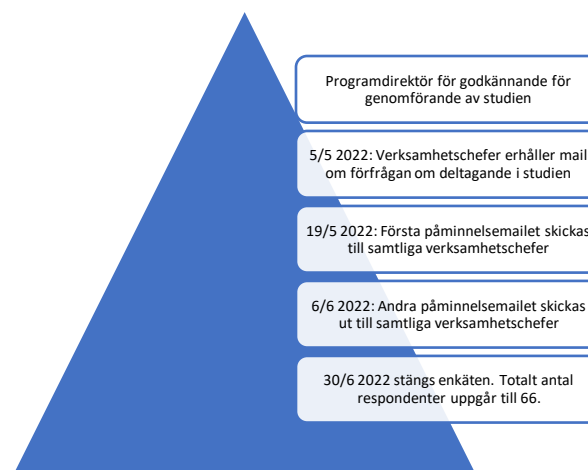 Programdirektör för godkännande för
genomförande av studien
5/5 2022: Verksamhetschefer erhåller mail
om förfrågan om deltagande i studien
19/5 2022: Första påminnelsemailet skickas
till samtliga verksamhetschefer
6/6 2022: Andra påminnelsemailet skickas
ut till samtliga verksamhetschefer
30/6 2022 stängs enkäten. Totalt antal
respondenter uppgår till 66.